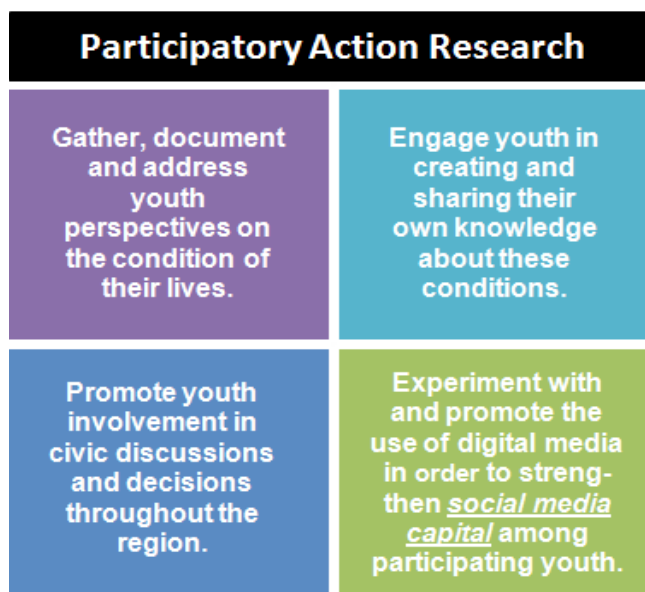 Participatory Action Research
Gather, document
and address
youth
perspectives on
the condition of
their lives.
Engage youth in
creating and
sharing their
own knowledge
about these
conditions.
Promote youth
involvement in
civic discussions
and decisions
throughout the
region.
Experiment with
and promote the
use of digital media
in order to streng-
then social media
capital among
participating youth.